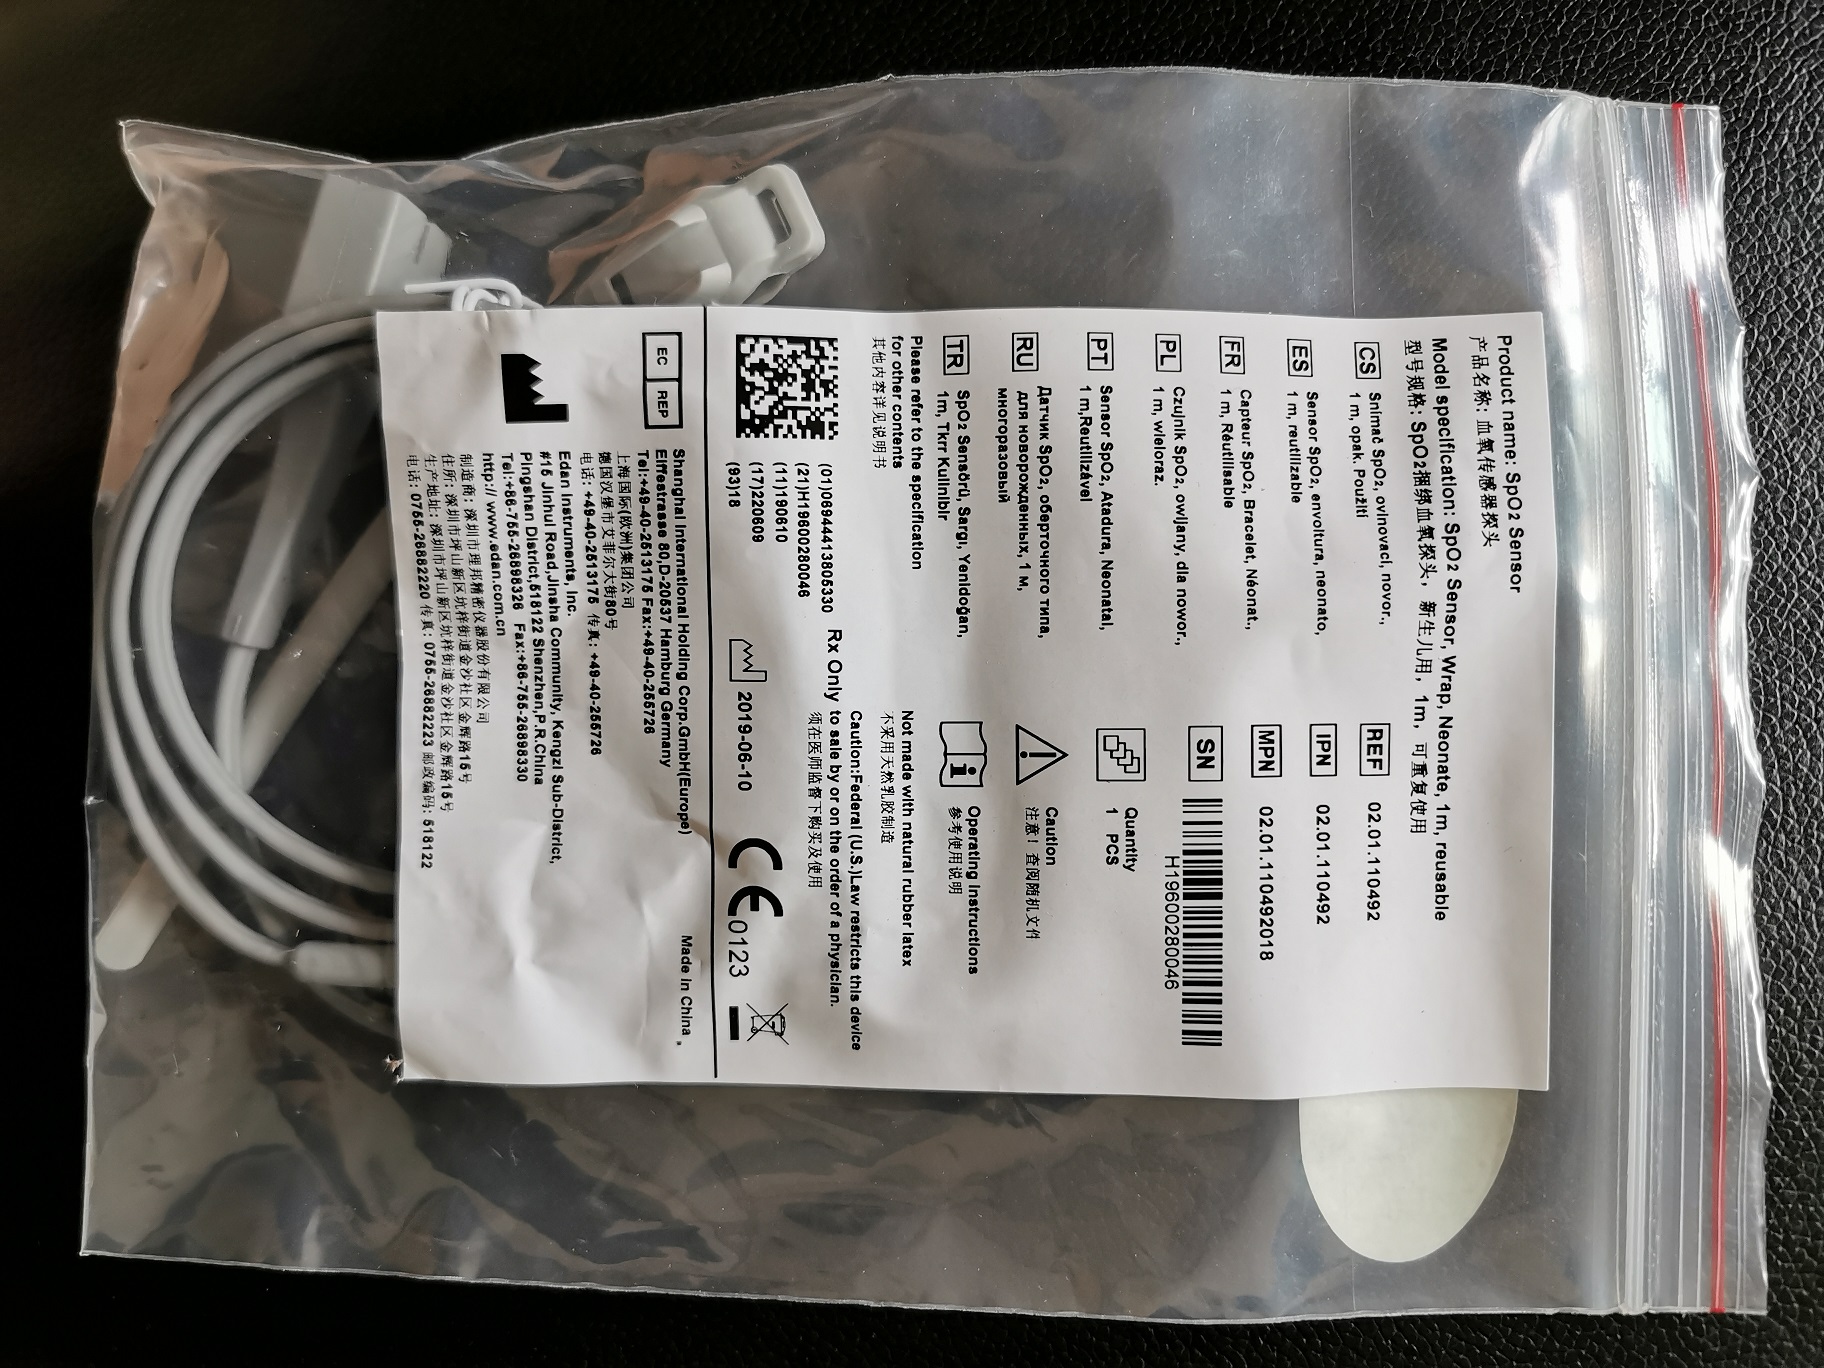 Product name: SpO2 Sensor
产品名称: 血氧传感器探头
Model specification: SpO2 Sensor, Wrap, Neonate, 1m, reusable
型号规格: SpO2捆绑血氧探头, 新生儿用, 1m, 可重复使用
CS Snímač SpO2, ovinovací, novor.,
1 m, opak. Použití
ES Sensor SpO2, envoltura, neonato,
1 m, reutilizable
FR Capteur SpO2, Bracelet, Néonat.,
1 m, Réutilisable
PL Czujnik SpO2, owijany, dla nowor.,
1 m, wieloraz.
PT Sensor SpO2, Atadura, Neonatal,
1 m,Reutilizável
RU Датчик SpO2, оберточного типа,
для новорожденных, 1 м,
многоразовый
TR SpO2 Sensörü, Sargı, Yenidoğan,
1m, Tkrr Kullnlblr
Please refer to the specification
for other contents
其他内容详见说明书
REF 02.01.110492
IPN 02.01.110492
MPN 02.01.110492018
SN
H19600280046
Quantity
1 PCS
Caution
注意! 查阅随机文件
Operating Instructions
参考使用说明
Not made with natural rubber latex
不采用天然乳胶制造
Caution:Federal (U.S.)Law restricts this device
Rx Only to sale by or on the order of a physician.
须在医师监督下购买及使用
(01)06944413805330
(21)H19600280046
(11)190610
(17)220609
(93)18
2019-06-10
CE 0123
Made in China
EC REP
Shanghai International Holding Corp.GmbH(Europe)
Eiffestrasse 80,D-20537 Hamburg Germany
Tel:+49-40-2513175 Fax:+49-40-255726
上海国际(欧洲)集团公司
德国汉堡市艾菲尔大街80号
电话: +49-40-2513175 传真: +49-40-255726
Edan Instruments, Inc.
#15 Jinhui Road,Jinsha Community, Kengzi Sub-District,
Pingshan District,518122 Shenzhen,P.R.China
Tel:+86-755-26898326 Fax:+86-755-26898330
http:// www.edan.com.cn
制造商: 深圳市理邦精密仪器股份有限公司
住所: 深圳市坪山新区坑梓街道金沙社区金辉路15号
生产地址: 深圳市坪山新区坑梓街道金沙社区金辉路15号
电话: 0755-26882220 传真: 0755-26882223 邮政编码: 518122